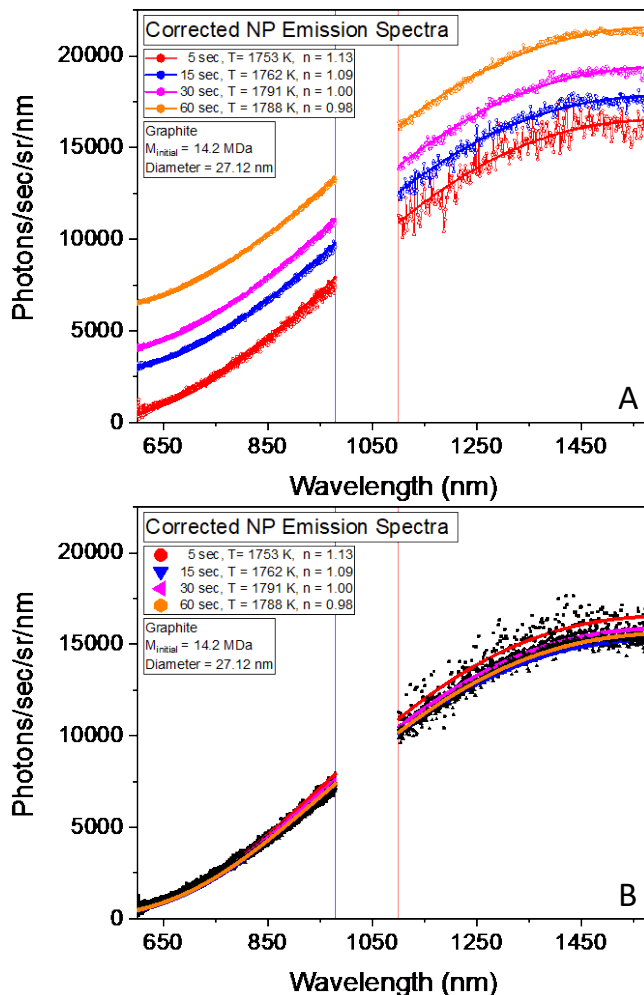 Corrected NP Emission Spectra
5 sec, T= 1753 K, n = 1.13
15 sec, T = 1762 K, n = 1.09
30 sec, T = 1791 K, n = 1.00
60 sec, T = 1788 K, n = 0.98
Graphite
Minitial = 14.2 MDa
Diameter = 27.12 nm
Photons/sec/sr/nm
20000
15000
10000
5000
0
A
650 850 1050 1250 1450
Wavelength (nm)
Corrected NP Emission Spectra
5 sec, T= 1753 K, n = 1.13
15 sec, T = 1762 K, n = 1.09
30 sec, T = 1791 K, n = 1.00
60 sec, T = 1788 K, n = 0.98
Graphite
Minitial = 14.2 MDa
Diameter = 27.12 nm
Photons/sec/sr/nm
20000
15000
10000
5000
0
B
650 850 1050 1250 1450
Wavelength (nm)